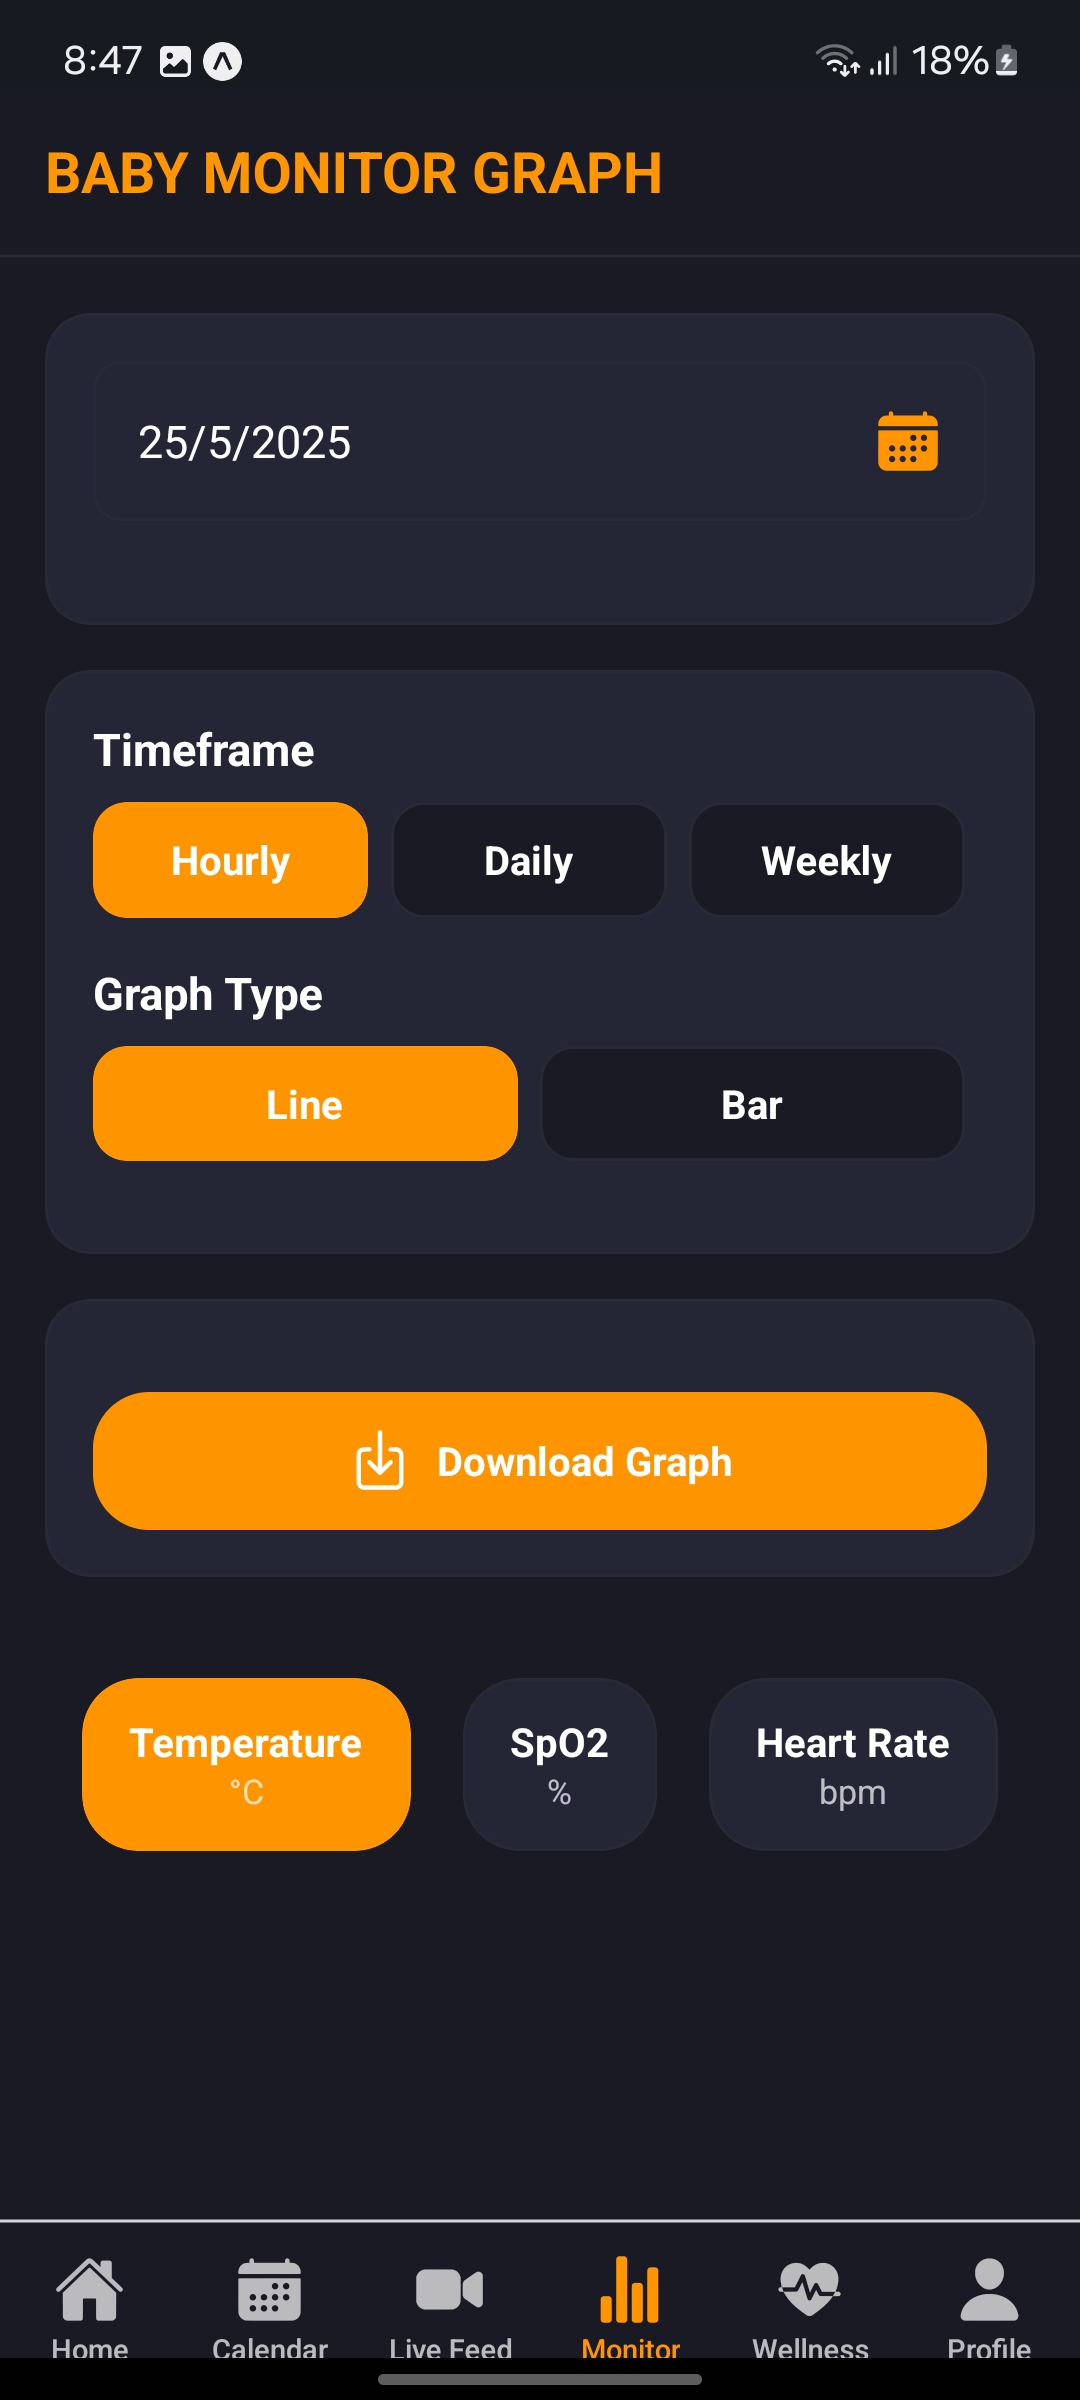 8:47 18%
BABY MONITOR GRAPH
25/5/2025
Timeframe
Hourly Daily Weekly
Graph Type
Line Bar
Download Graph
Temperature SpO2 Heart Rate
°C % bpm
Home Calendar Live Feed Monitor Wellness Profile